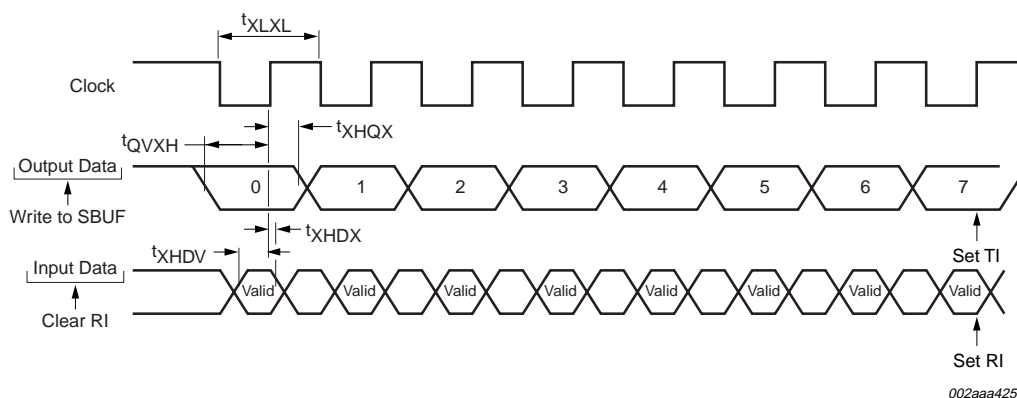 tXLXL
Clock
tQVXH
tXHQX
Output Data
0 1 2 3 4 5 6 7
Write to SBUF
tXHDX
tXHDV
Set TI
Input Data
Valid Valid Valid Valid Valid Valid Valid Valid
Clear RI
Set RI
002aaa425